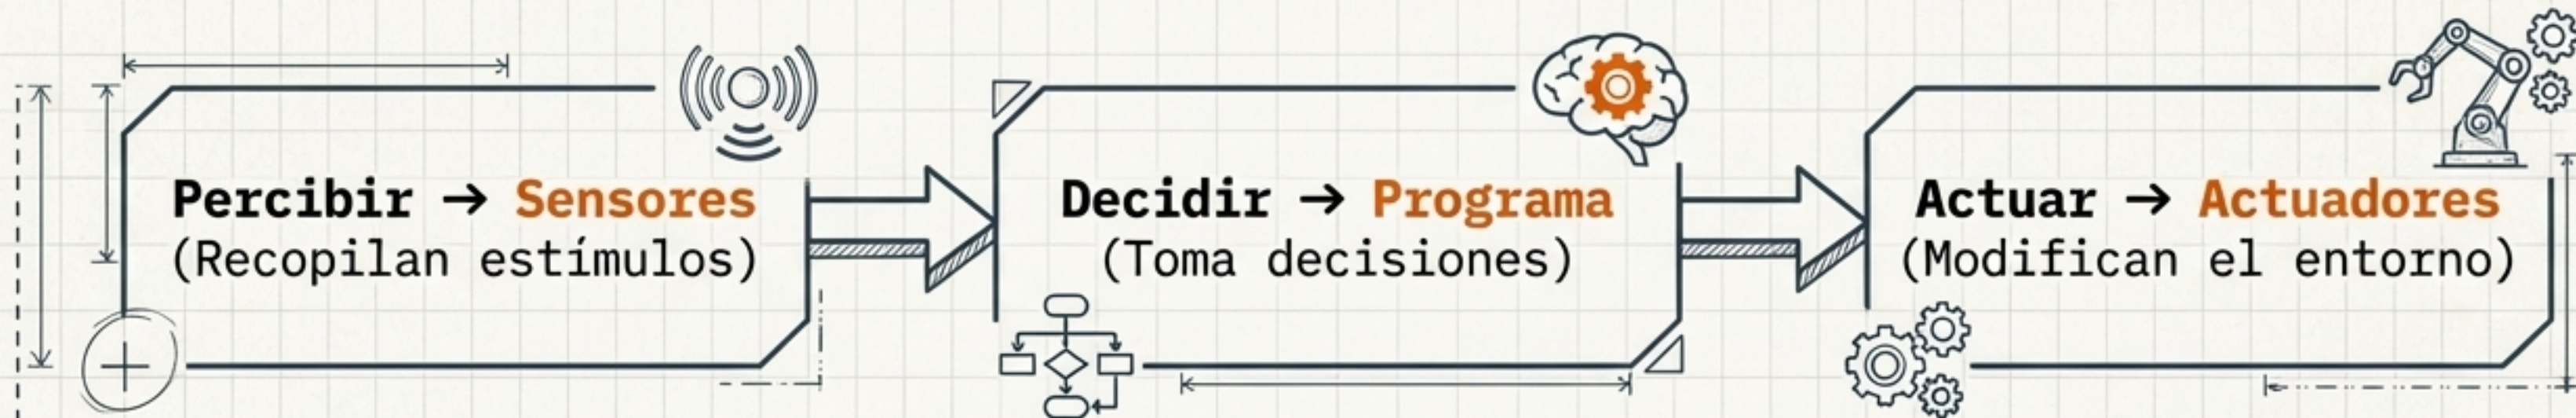 Percibir → Sensores
(Recopilan estímulos)
Decidir → Programa
(Toma decisiones)
Actuar → Actuadores
(Modifican el entorno)